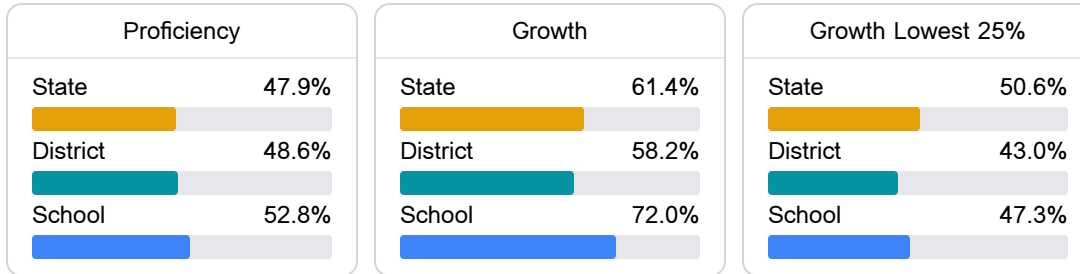 Proficiency
State 47.9%
District 48.6%
School 52.8%
Growth
State 61.4%
District 58.2%
School 72.0%
Growth Lowest 25%
State 50.6%
District 43.0%
School 47.3%